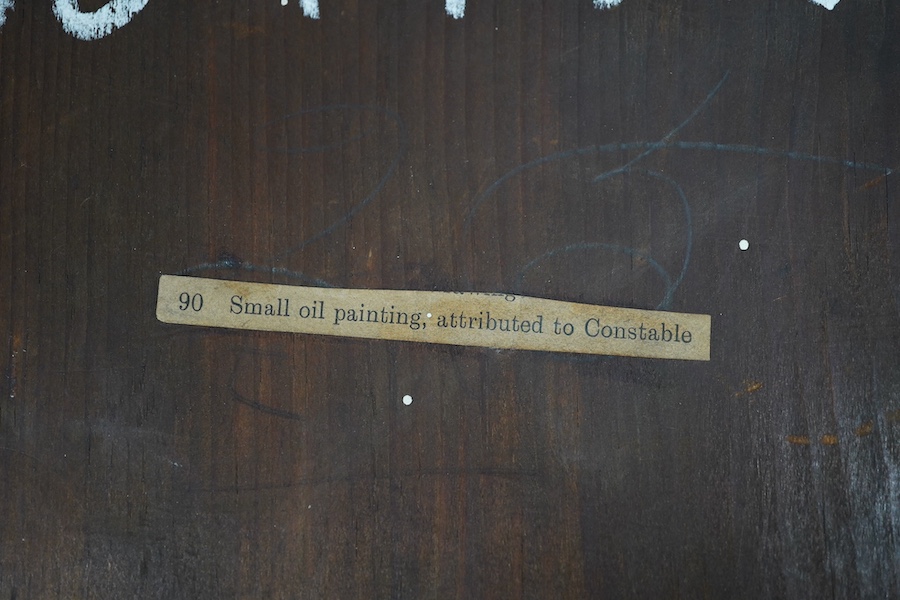 90 Small oil painting, attributed to Constable